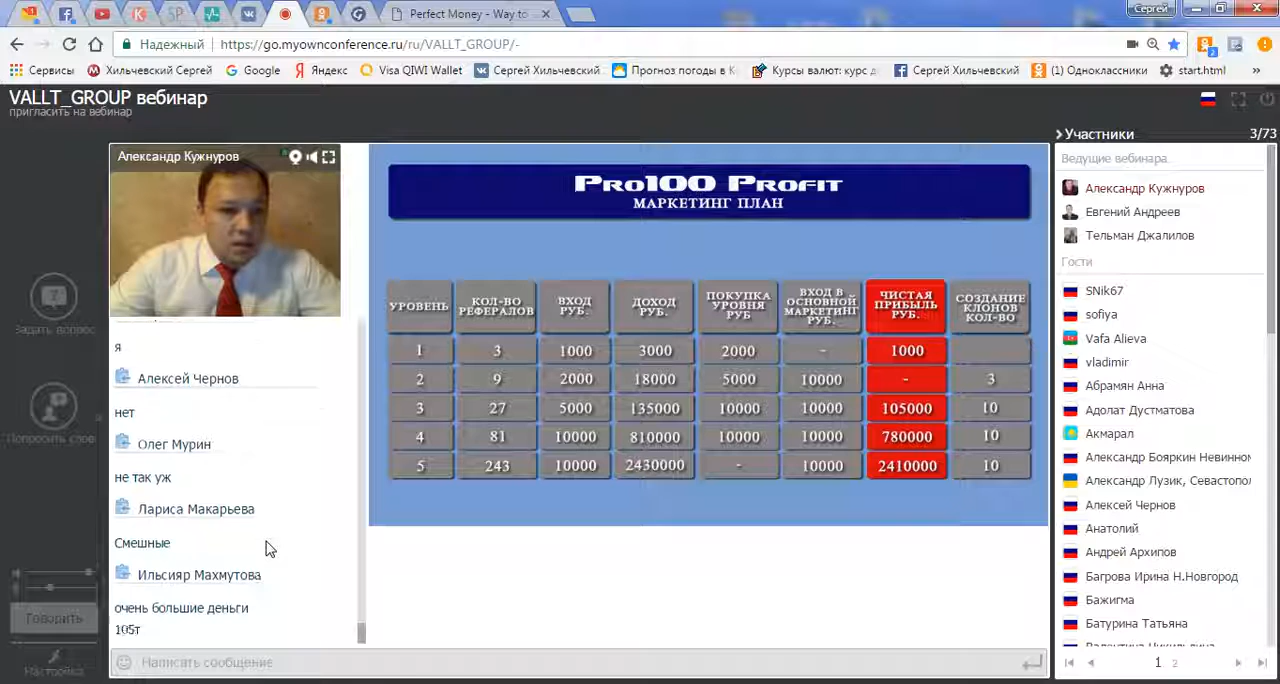 Сергей
Perfect Money - Way to
Надежный
https://go.myownconference.ru/ru/VALLT_GROUP/-
Сервисы
Хильчевский Сергей
Google
Яндекс
Visa QIWI Wallet
Сергей Хильчевский
Прогноз погоды в К
Курсы валют: курс д
Сергей Хильчевский
(1) Одноклассники
start.html
»
VALLT_GROUP вебинар
пригласить на вебинар
Задать вопрос
Попросить слов
Говорить
Настройка
Александр Кужнуров
я
Алексей Чернов
нет
Олег Мурин
не так уж
Лариса Макарьева
Смешные
Ильсияр Махмутова
очень большие деньги
105т
Написать сообщение
PRO100 PROFIT
МАРКЕТИНГ ПЛАН
УРОВЕНЬ
КОЛ-ВО
РЕФЕРАЛОВ
ВХОД
РУБ.
ДОХОД
РУБ.
ПОКУПКА
УРОВНЯ
РУБ
ВХОД В
ОСНОВНОЙ
МАРКЕТИНГ
РУБ.
ЧИСТАЯ
ПРИБЫЛЬ
РУБ.
СОЗДАНИЕ
КЛОНОВ
КОЛ-ВО
1 3 1000 3000 2000 - 1000
2 9 2000 18000 5000 10000 - 3
3 27 5000 135000 10000 10000 105000 10
4 81 10000 810000 10000 10000 780000 10
5 243 10000 2430000 - 10000 2410000 10
Участники 3/73
Ведущие вебинара
Александр Кужнуров
Евгений Андреев
Тельман Джалилов
Гости
SNik67
sofiya
Vafa Alieva
vladimir
Абрамян Анна
Адолат Дустматова
Акмарал
Александр Бояркин Невинном
Александр Лузик, Севастопол
Алексей Чернов
Анатолий
Андрей Архипов
Багрова Ирина Н.Новгород
Бажигма
Батурина Татьяна
1 2